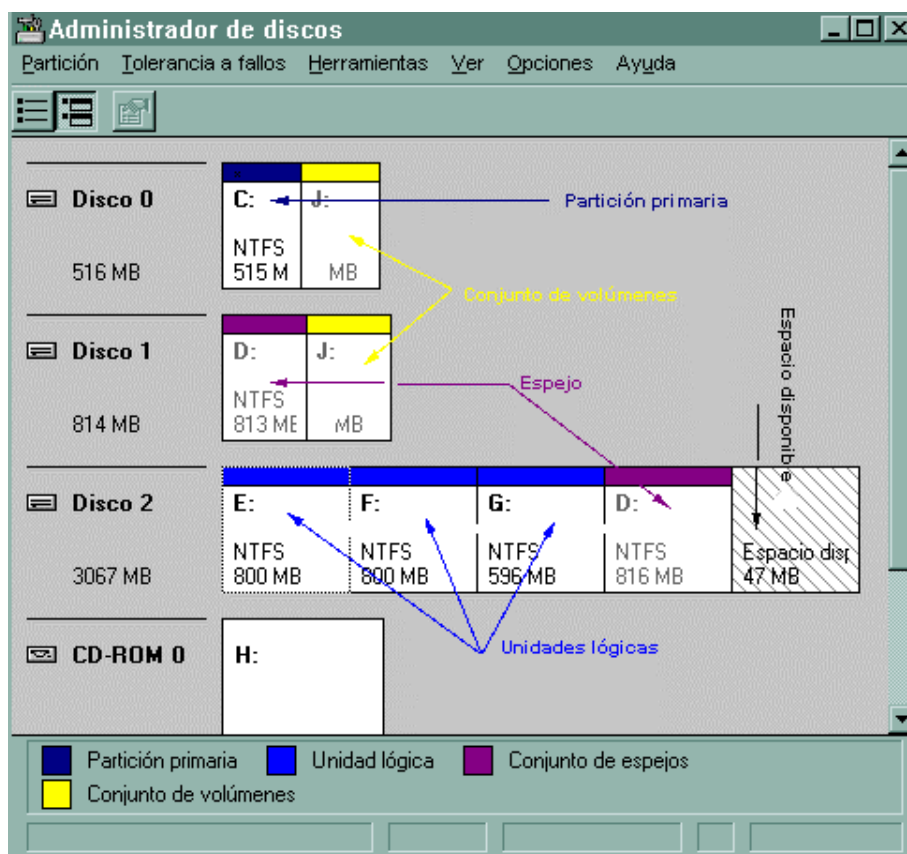 Administrador de discos
Partición Tolerancia a fallos Herramientas Ver Opciones Ayuda
Disco 0
516 MB
C:
NTFS
515 M
J:
MB
Partición primaria
Conjunto de volúmenes
Disco 1
814 MB
D:
NTFS
813 ME
J:
MB
Espejo
Espacio disponible
Disco 2
3067 MB
E:
NTFS
800 MB
F:
NTFS
800 MB
G:
NTFS
596 MB
D:
NTFS
816 MB
Espacio disp
47 MB
CD-ROM 0
H:
Unidades lógicas
Partición primaria Unidad lógica Conjunto de espejos
Conjunto de volúmenes